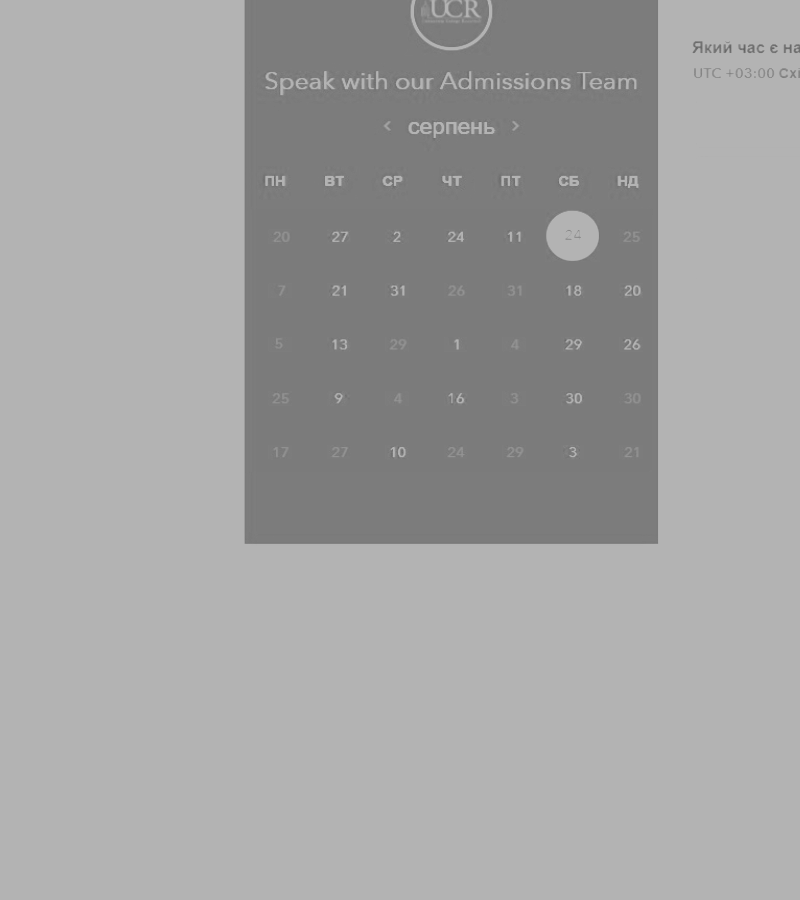 UCR
Speak with our Admissions Team
Який час є на
< серпень >
UTC +03:00 Схі
ПН ВТ СР ЧТ ПТ СБ НД
20 27 2 24 11 24 25
7 21 31 26 31 18 20
5 13 29 1 4 29 26
25 9 4 16 3 30 30
17 27 10 24 29 3 21